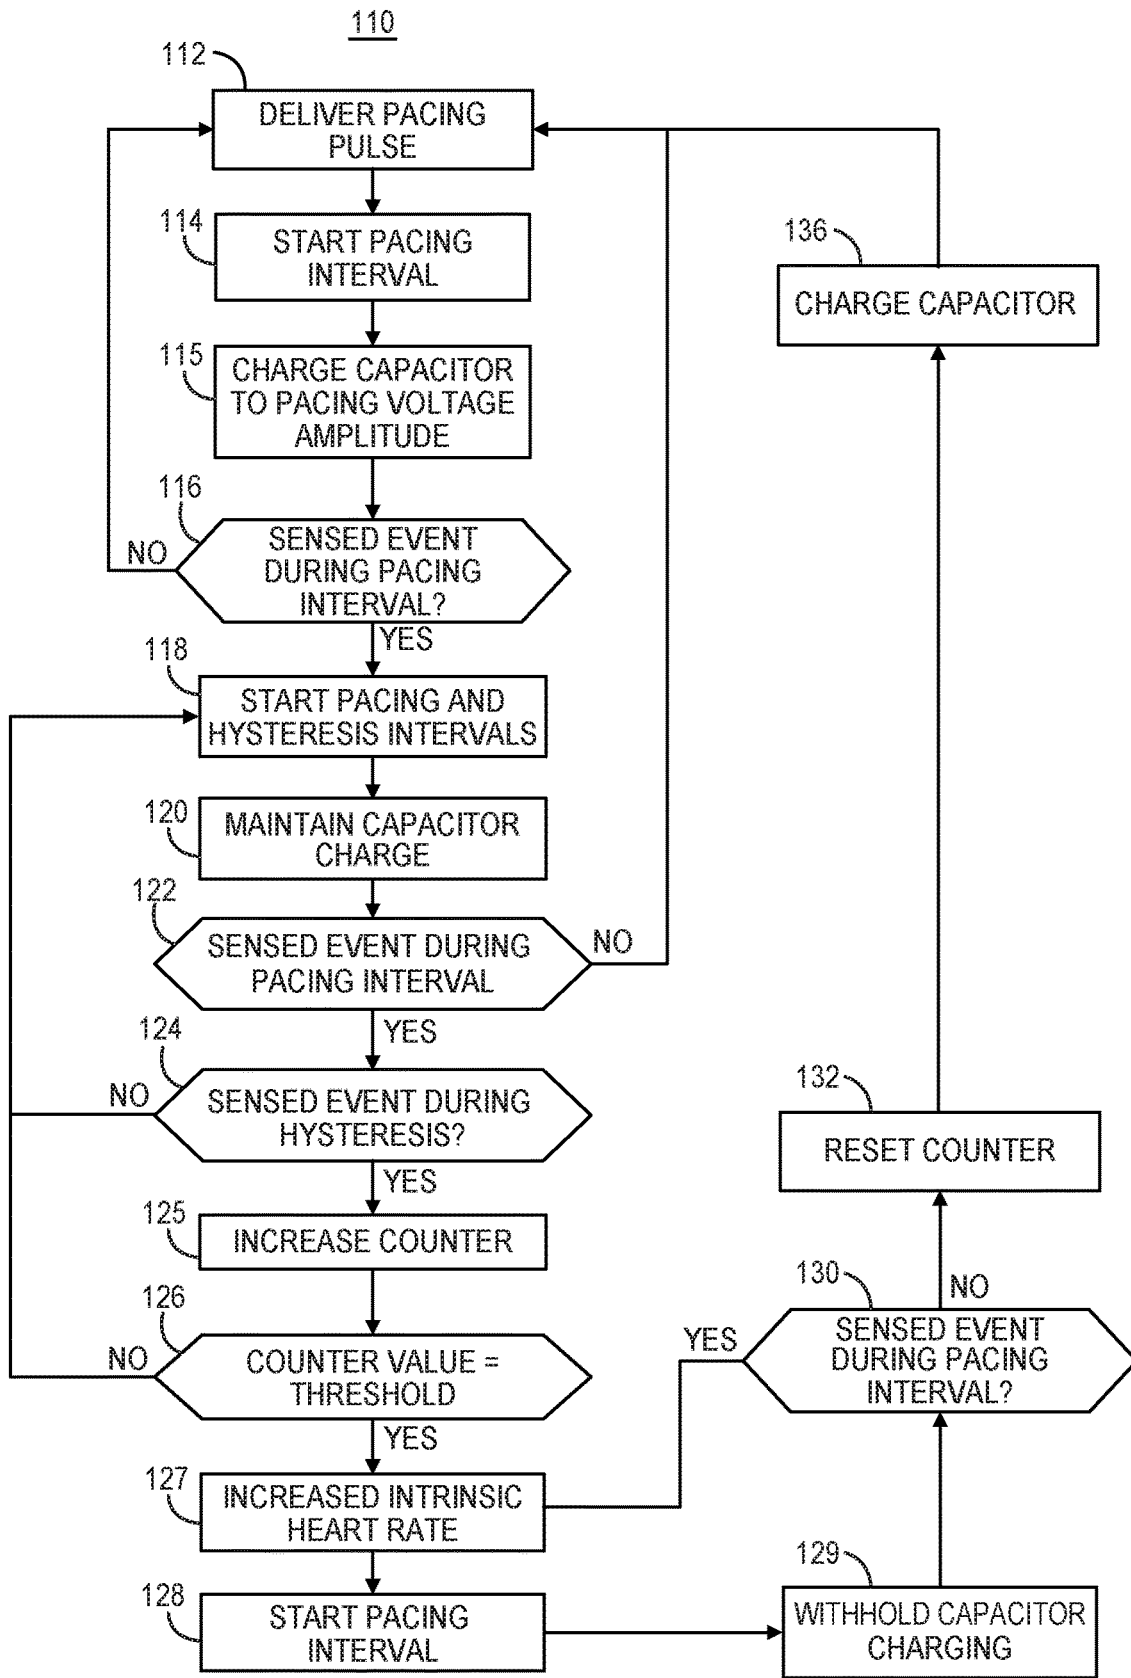 110
112
DELIVER PACING
PULSE
114
START PACING
INTERVAL
136
CHARGE CAPACITOR
115
CHARGE CAPACITOR
TO PACING VOLTAGE
AMPLITUDE
116
NO
SENSED EVENT
DURING PACING
INTERVAL?
YES
118
START PACING AND
HYSTERESIS INTERVALS
120
MAINTAIN CAPACITOR
CHARGE
122
SENSED EVENT DURING
PACING INTERVAL
NO
YES
124
NO
SENSED EVENT DURING
HYSTERESIS?
YES
132
RESET COUNTER
125
INCREASE COUNTER
126
NO
COUNTER VALUE =
THRESHOLD
YES
130
NO
YES
SENSED EVENT
DURING PACING
INTERVAL?
127
INCREASED INTRINSIC
HEART RATE
128
START PACING
INTERVAL
129
WITHHOLD CAPACITOR
CHARGING